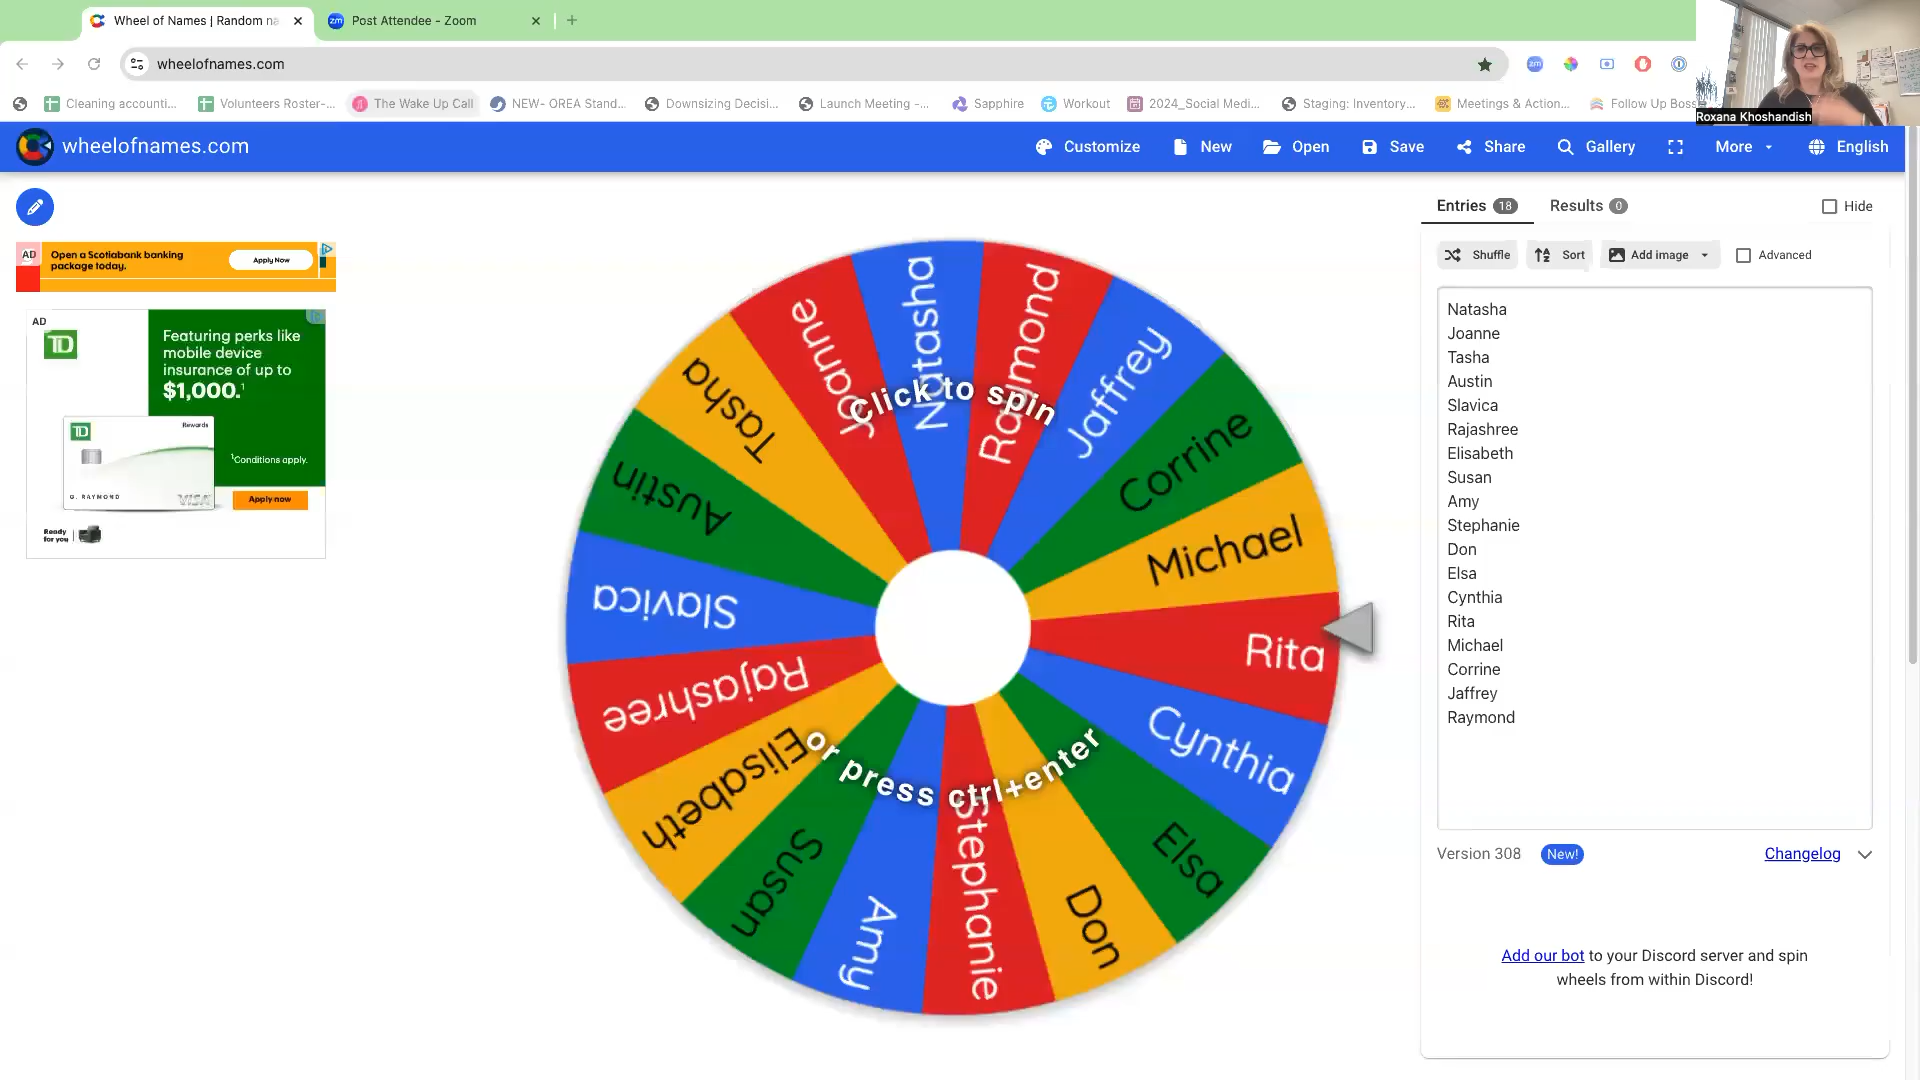 Wheel of Names | Random na
Post Attendee - Zoom
wheelofnames.com
Cleaning accounti...
Volunteers Roster-...
The Wake Up Call
NEW- OREA Stand...
Downsizing Decisi...
Launch Meeting -...
Sapphire
Workout
2024_Social Medi...
Staging: Inventory...
Meetings & Action...
Follow Up Boss
Roxana Khoshandish
wheelofnames.com
Customize
New
Open
Save
Share
Gallery
More
English
Entries 18
Results 0
Hide
Shuffle
Sort
Add image
Advanced
AD
Open a Scotiabank banking
package today.
Apply Now
AD
TD
Featuring perks like
mobile device
insurance of up to
$1,000.1
TD
Rewards
G. RAYMOND
VISA
1Conditions apply.
Apply now
Ready
for you
Natasha
Raymond
Jaffrey
Corrine
Michael
Rita
Cynthia
Elsa
Don
Stephanie
Amy
Susan
Elisabeth
Rajashree
Slavica
Austin
Tasha
Joanne
Click to spin
or press ctrl+enter
Natasha
Joanne
Tasha
Austin
Slavica
Rajashree
Elisabeth
Susan
Amy
Stephanie
Don
Elsa
Cynthia
Rita
Michael
Corrine
Jaffrey
Raymond
Version 308
New!
Changelog
Add our bot to your Discord server and spin
wheels from within Discord!